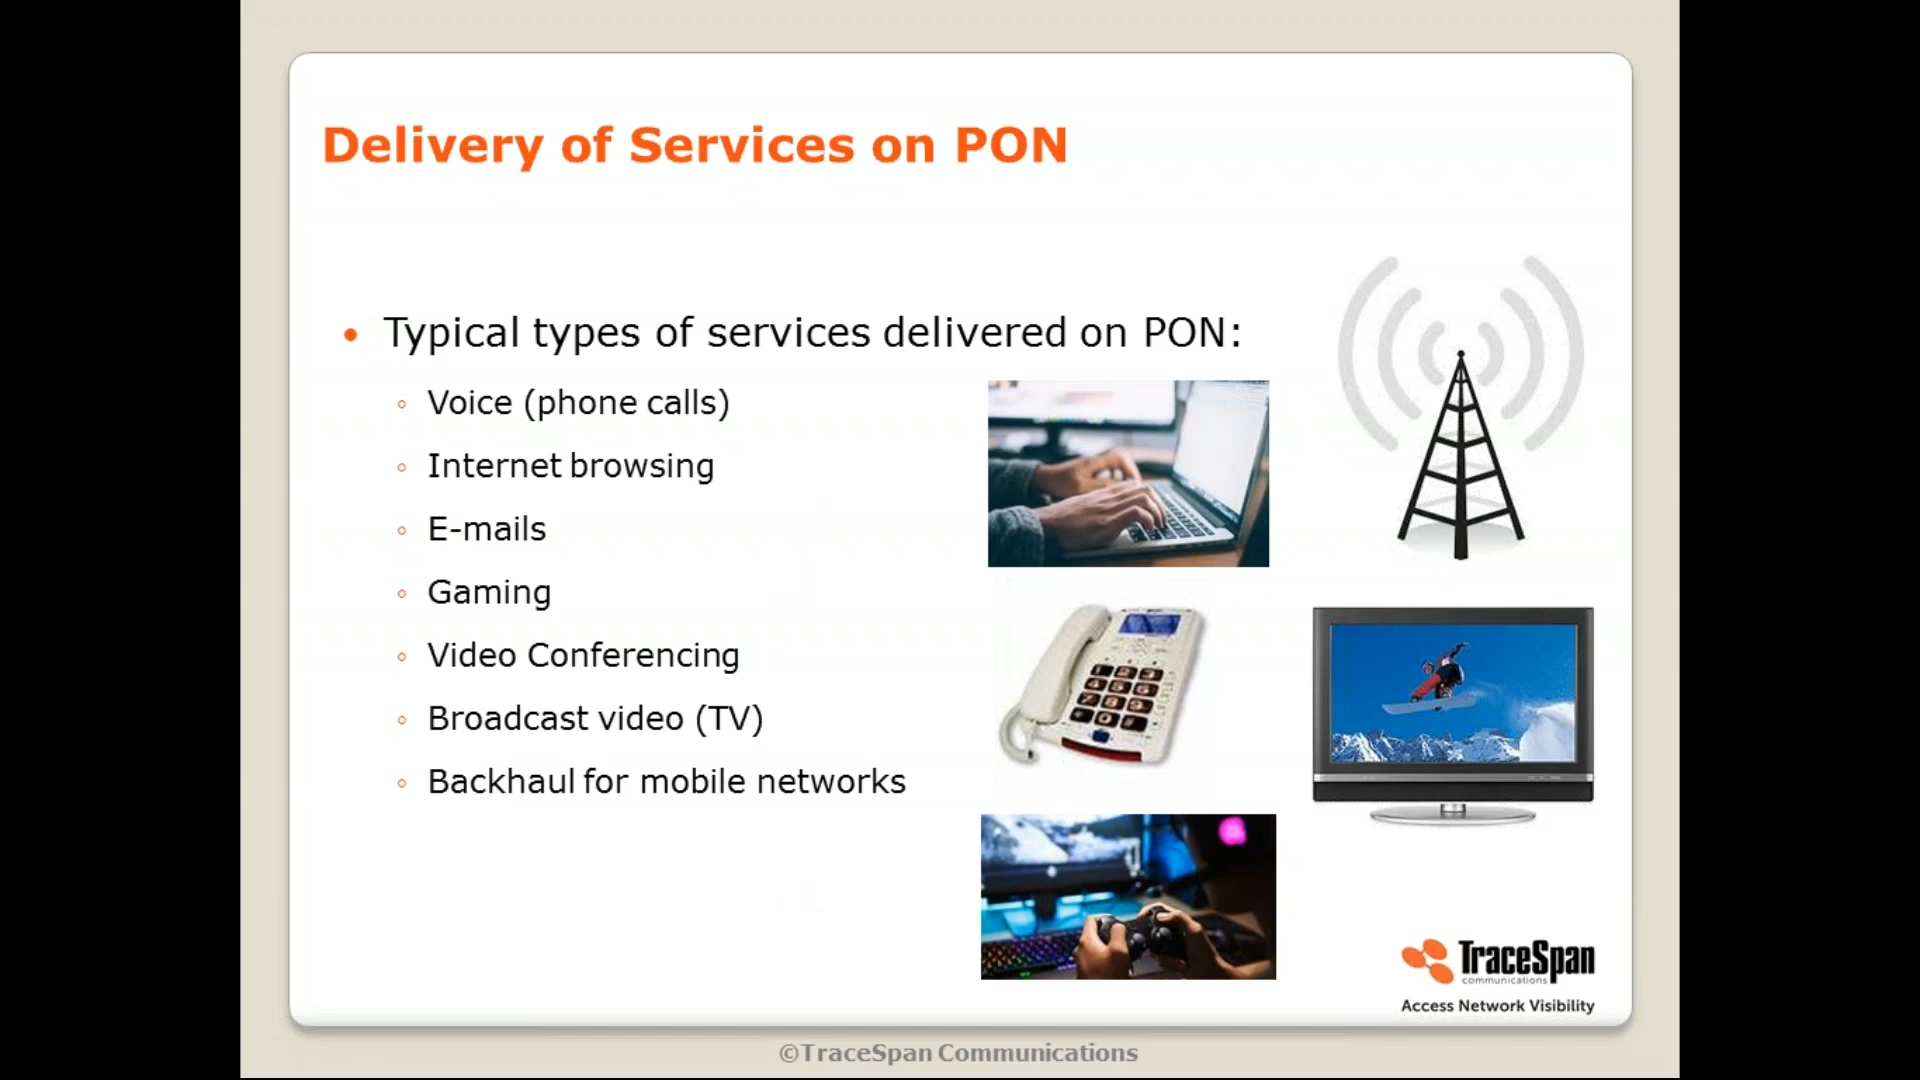 Delivery of Services on PON
Typical types of services delivered on PON:
Voice (phone calls)
Internet browsing
E-mails
Gaming
Video Conferencing
Broadcast video (TV)
Backhaul for mobile networks
TraceSpan
communications
Access Network Visibility
©TraceSpan Communications